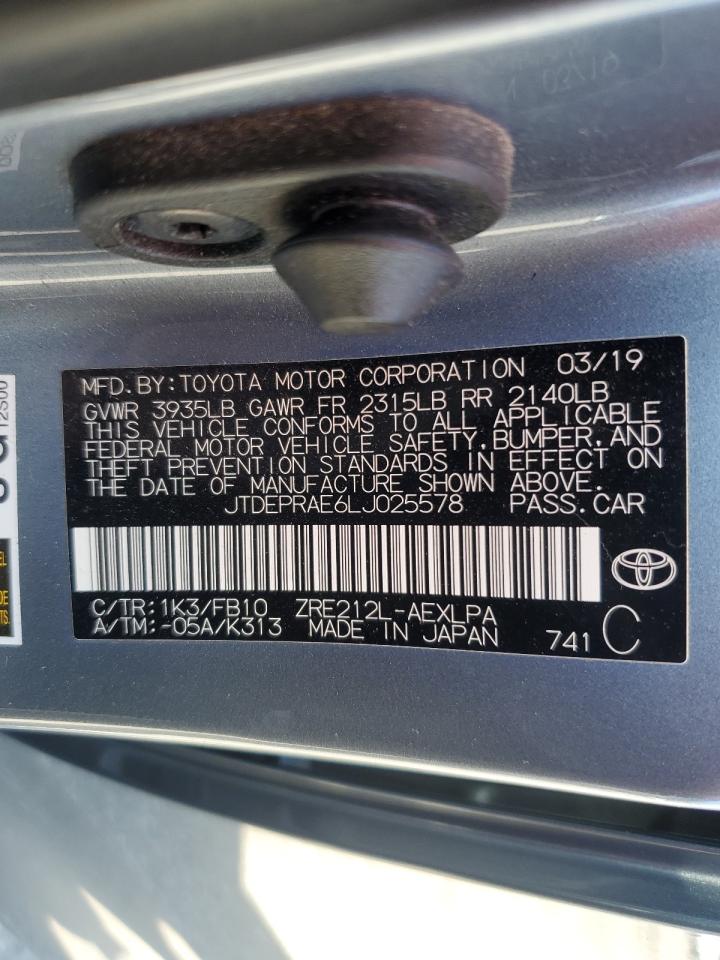 03/19
MFD.BY:TOYOTA MOTOR CORPORATION 03/19
GVWR 3935LB GAWR FR 2315LB RR 2140LB
THIS VEHICLE CONFORMS TO ALL APPLICABLE
FEDERAL MOTOR VEHICLE SAFETY,BUMPER,AND
THEFT PREVENTION STANDARDS IN EFFECT ON
THE DATE OF MANUFACTURE SHOWN ABOVE.
JTDEPRAE6LJ025578 PASS.CAR
C/TR:1K3/FB10 ZRE212L-AEXLPA
A/TM:-05A/K313 MADE IN JAPAN 741 C